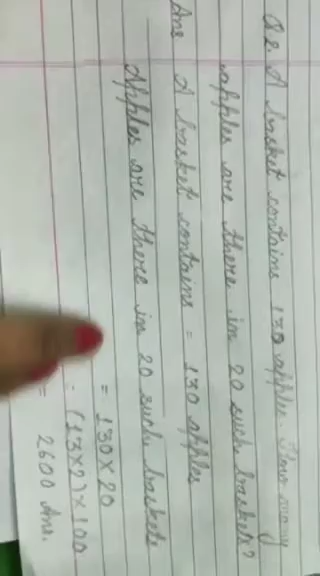 Q2. A basket contains 130 apples. How many
apples are there in 20 such baskets?
Ans A basket contains = 130 apples
Apples are there in 20 such baskets
= 130×20
= (13×2)×100
= 2600 Ans.